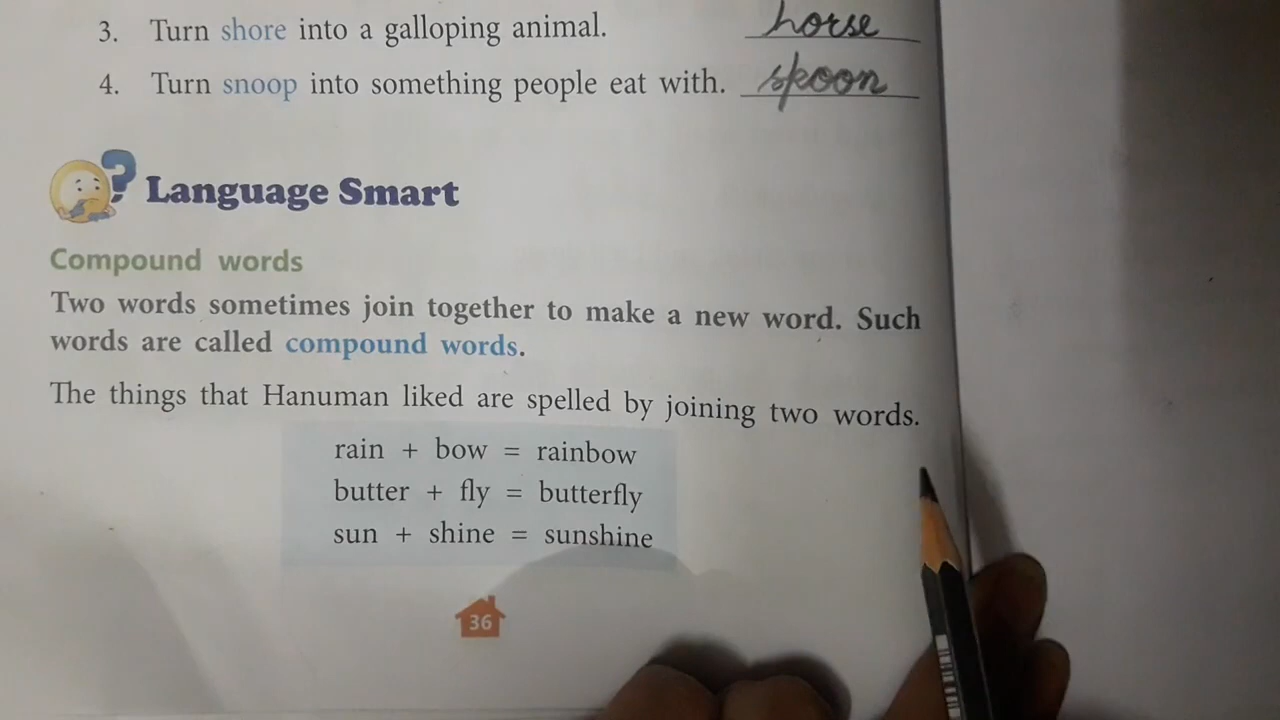 3. Turn shore into a galloping animal. horse
4. Turn snoop into something people eat with. spoon
? Language Smart
Compound words
Two words sometimes join together to make a new word. Such
words are called compound words.
The things that Hanuman liked are spelled by joining two words.
rain + bow = rainbow
butter + fly = butterfly
sun + shine = sunshine
36